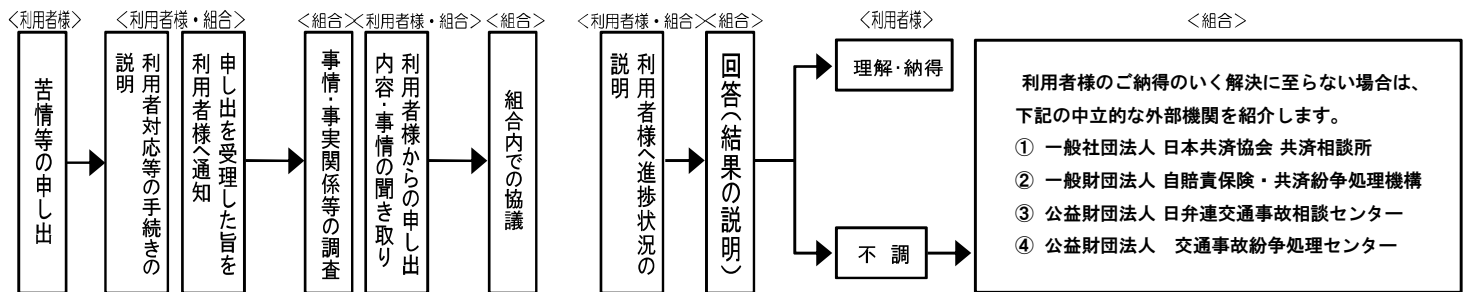 <利用者様>
苦情等の申し出
<利用者様・組合>
利用者対応等の手続きの
説明
申し出を受理した旨を
利用者様へ通知
<組合>
事情・事実関係等の調査
<利用者様・組合>
利用者様からの申し出
内容・事情の聞き取り
<組合>
組合内での協議
<利用者様・組合>
利用者様へ進捗状況の
説明
<組合>
回答(結果の説明)
<利用者様>
理解・納得
不 調
<組合>
利用者様のご納得のいく解決に至らない場合は、
下記の中立的な外部機関を紹介します。
① 一般社団法人 日本共済協会 共済相談所
② 一般財団法人 自賠責保険・共済紛争処理機構
③ 公益財団法人 日弁連交通事故相談センター
④ 公益財団法人 交通事故紛争処理センター